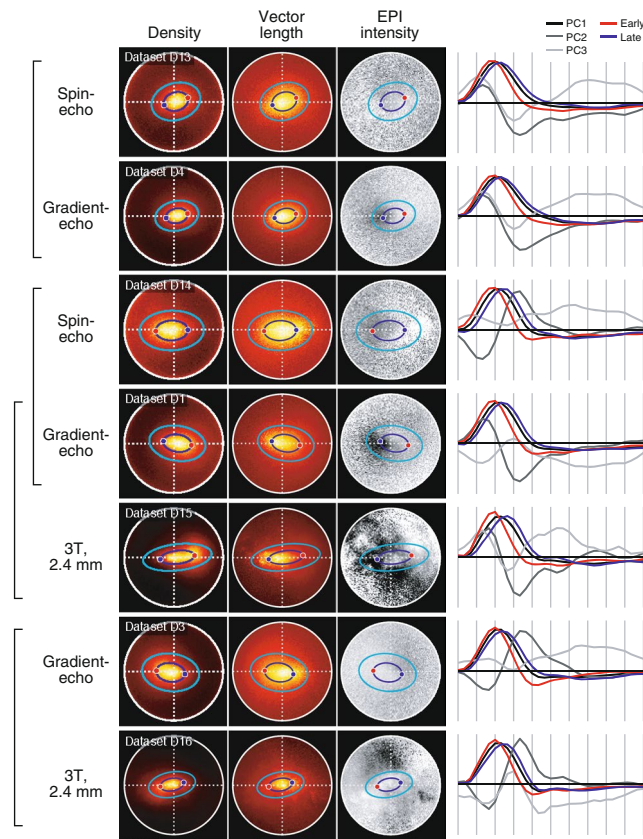 Density
Vector
length
EPI
intensity
PC1
PC2
PC3
Early
Late
Spin-
echo
Dataset D13
Gradient-
echo
Dataset D4
Spin-
echo
Dataset D14
Gradient-
echo
Dataset D1
3T,
2.4 mm
Dataset D15
Gradient-
echo
Dataset D3
3T,
2.4 mm
Dataset D16